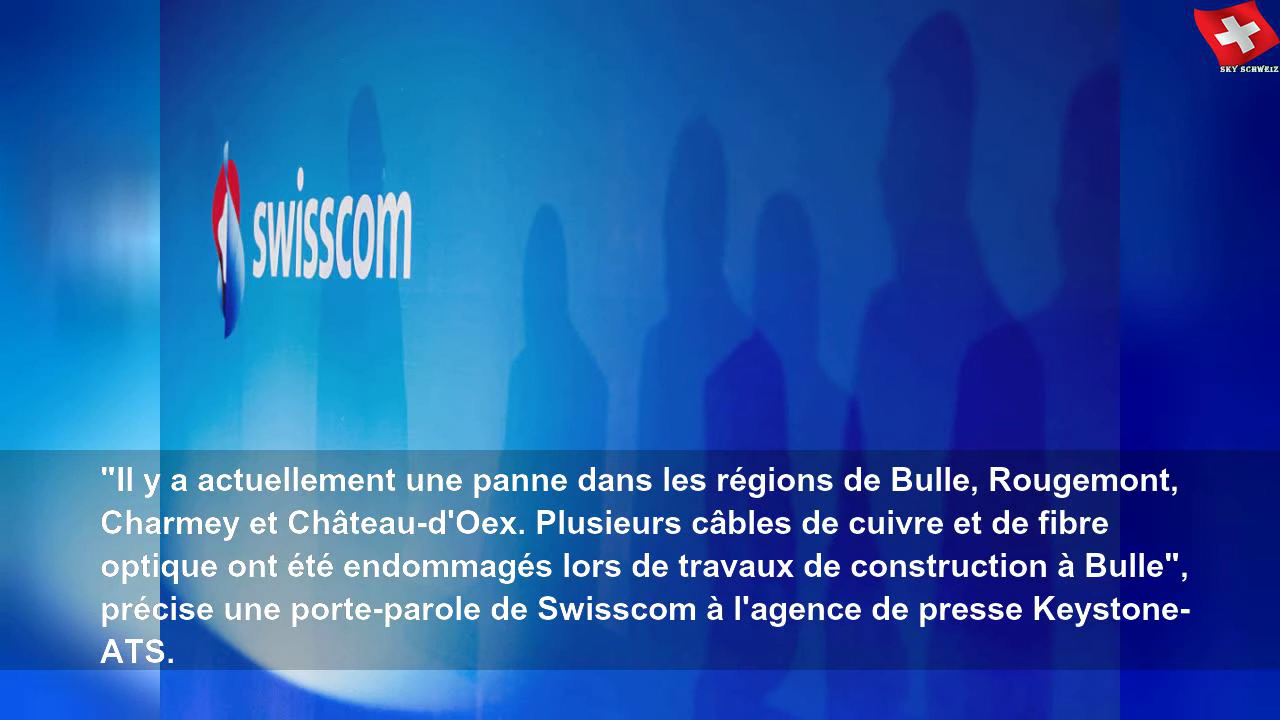 SKY SCHWEIZ
swisscom
"Il y a actuellement une panne dans les régions de Bulle, Rougemont,
Charmey et Château-d'Oex. Plusieurs câbles de cuivre et de fibre
optique ont été endommagés lors de travaux de construction à Bulle",
précise une porte-parole de Swisscom à l'agence de presse Keystone-
ATS.